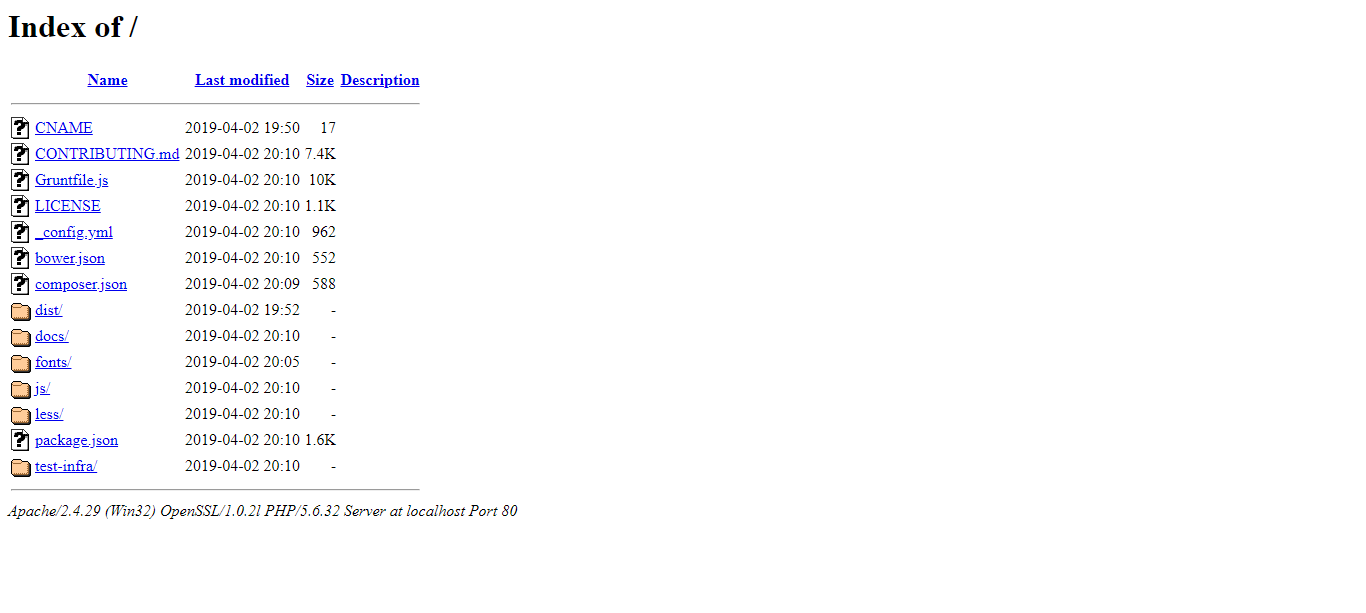 Index of /
Name Last modified Size Description
CNAME 2019-04-02 19:50 17
CONTRIBUTING.md 2019-04-02 20:10 7.4K
Gruntfile.js 2019-04-02 20:10 10K
LICENSE 2019-04-02 20:10 1.1K
_config.yml 2019-04-02 20:10 962
bower.json 2019-04-02 20:10 552
composer.json 2019-04-02 20:09 588
dist/ 2019-04-02 19:52 -
docs/ 2019-04-02 20:10 -
fonts/ 2019-04-02 20:05 -
js/ 2019-04-02 20:10 -
less/ 2019-04-02 20:10 -
package.json 2019-04-02 20:10 1.6K
test-infra/ 2019-04-02 20:10 -
Apache/2.4.29 (Win32) OpenSSL/1.0.2l PHP/5.6.32 Server at localhost Port 80